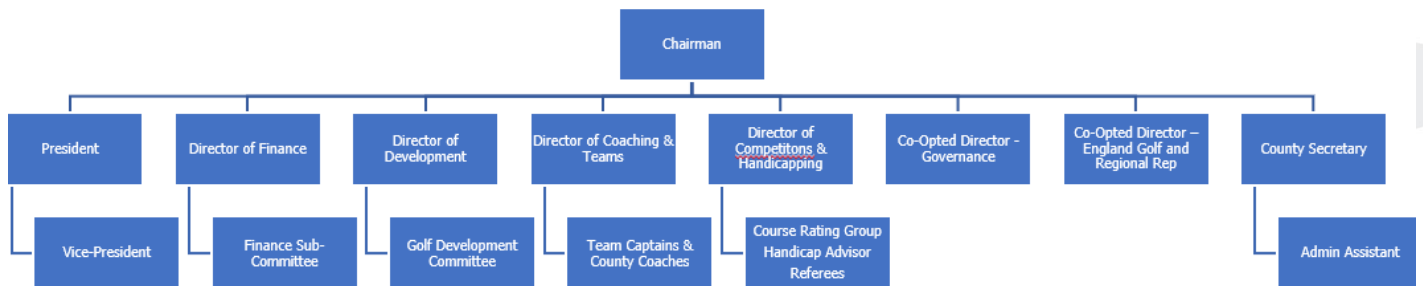 Chairman
President
Director of Finance
Director of
Development
Director of Coaching &
Teams
Director of
Competitons &
Handicapping
Co-Opted Director -
Governance
Co-Opted Director –
England Golf and
Regional Rep
County Secretary
Vice-President
Finance Sub-
Committee
Golf Development
Committee
Team Captains &
County Coaches
Course Rating Group
Handicap Advisor
Referees
Admin Assistant